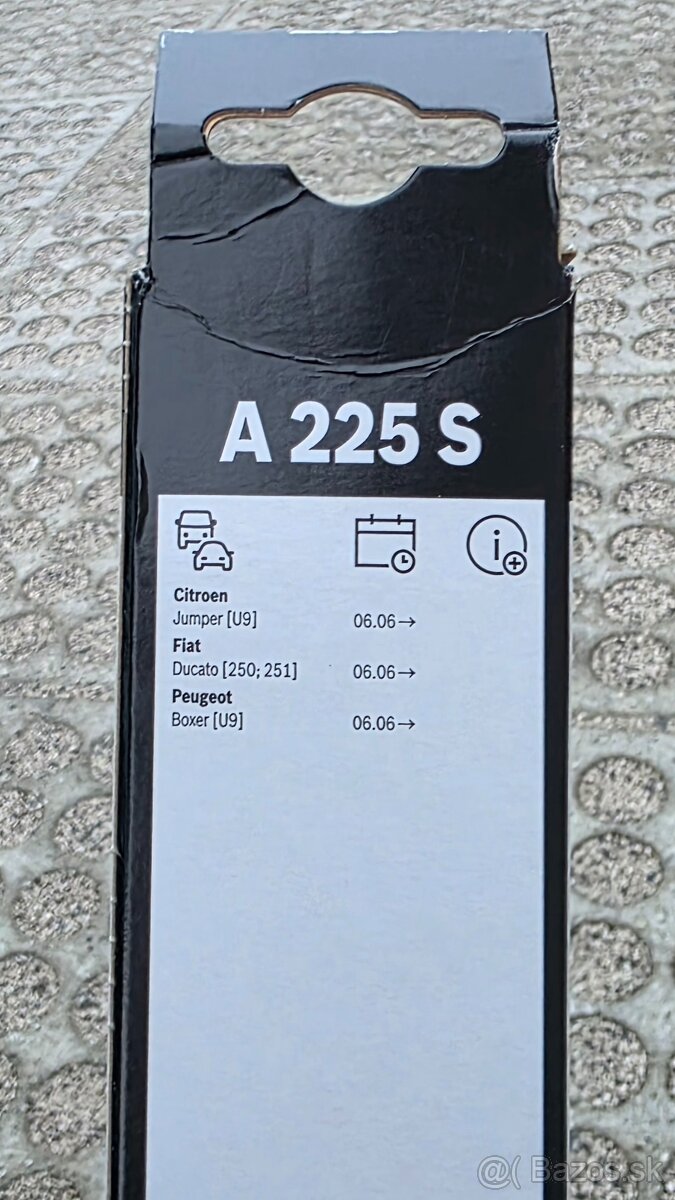 A 225 S
Citroen
Jumper [U9] 06.06→
Fiat
Ducato [250; 251] 06.06→
Peugeot
Boxer [U9] 06.06→
@( Bazos.sk